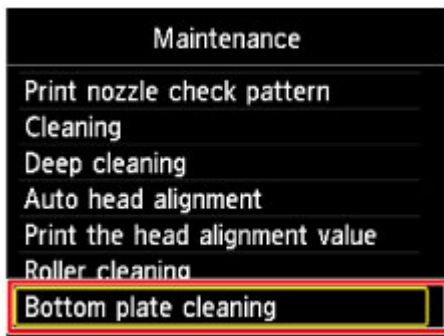 Maintenance
Print nozzle check pattern
Cleaning
Deep cleaning
Auto head alignment
Print the head alignment value
Roller cleaning
Bottom plate cleaning